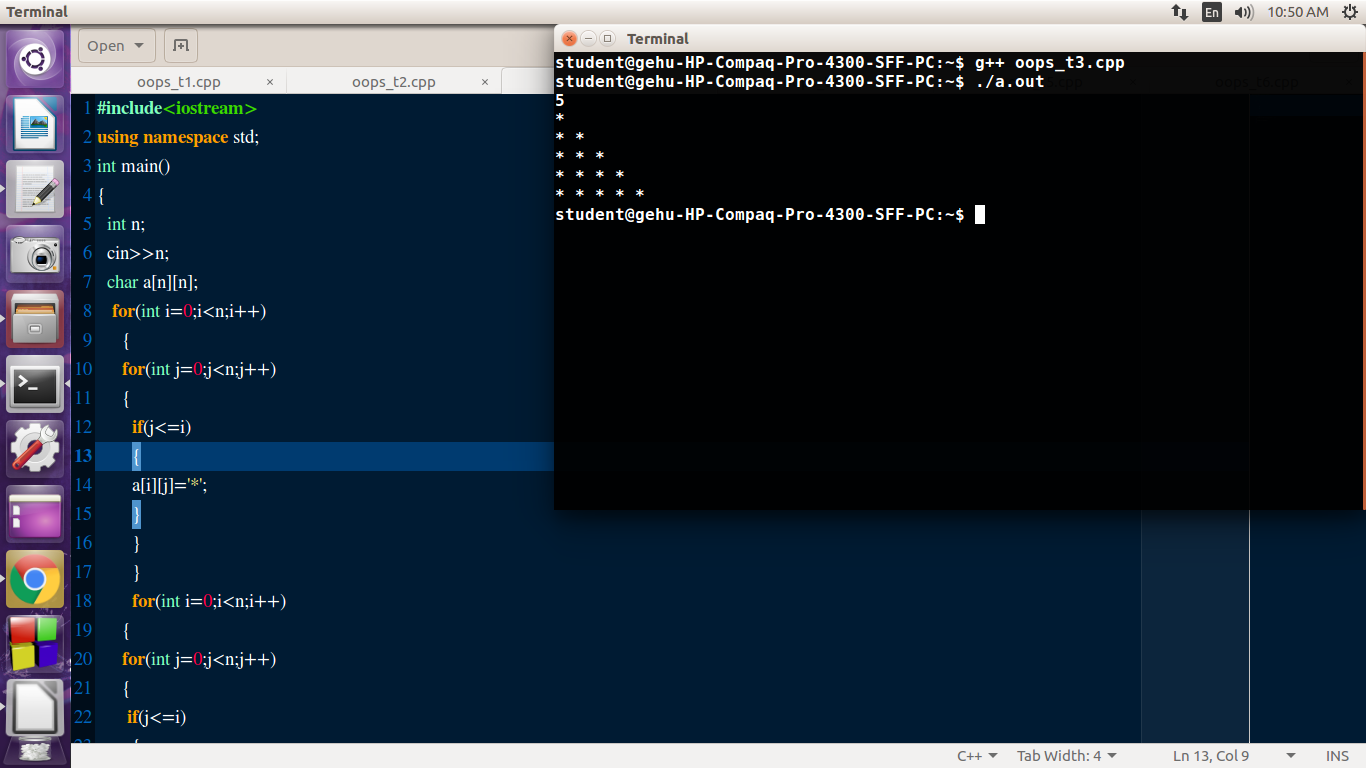 Terminal
En
10:50 AM
Open
oops_t1.cpp
oops_t2.cpp
1 #include<iostream>
2 using namespace std;
3 int main()
4 {
5 int n;
6 cin>>n;
7 char a[n][n];
8 for(int i=0;i<n;i++)
9 {
10 for(int j=0;j<n;j++)
11 {
12 if(j<=i)
13 {
14 a[i][j]='*';
15 }
16 }
17 }
18 for(int i=0;i<n;i++)
19 {
20 for(int j=0;j<n;j++)
21 {
22 if(j<=i)
23 {
Terminal
student@gehu-HP-Compaq-Pro-4300-SFF-PC:~$ g++ oops_t3.cpp
student@gehu-HP-Compaq-Pro-4300-SFF-PC:~$ ./a.out
5
*
* *
* * *
* * * *
* * * * *
student@gehu-HP-Compaq-Pro-4300-SFF-PC:~$
oops_t6.cpp
C++
Tab Width: 4
Ln 13, Col 9
INS